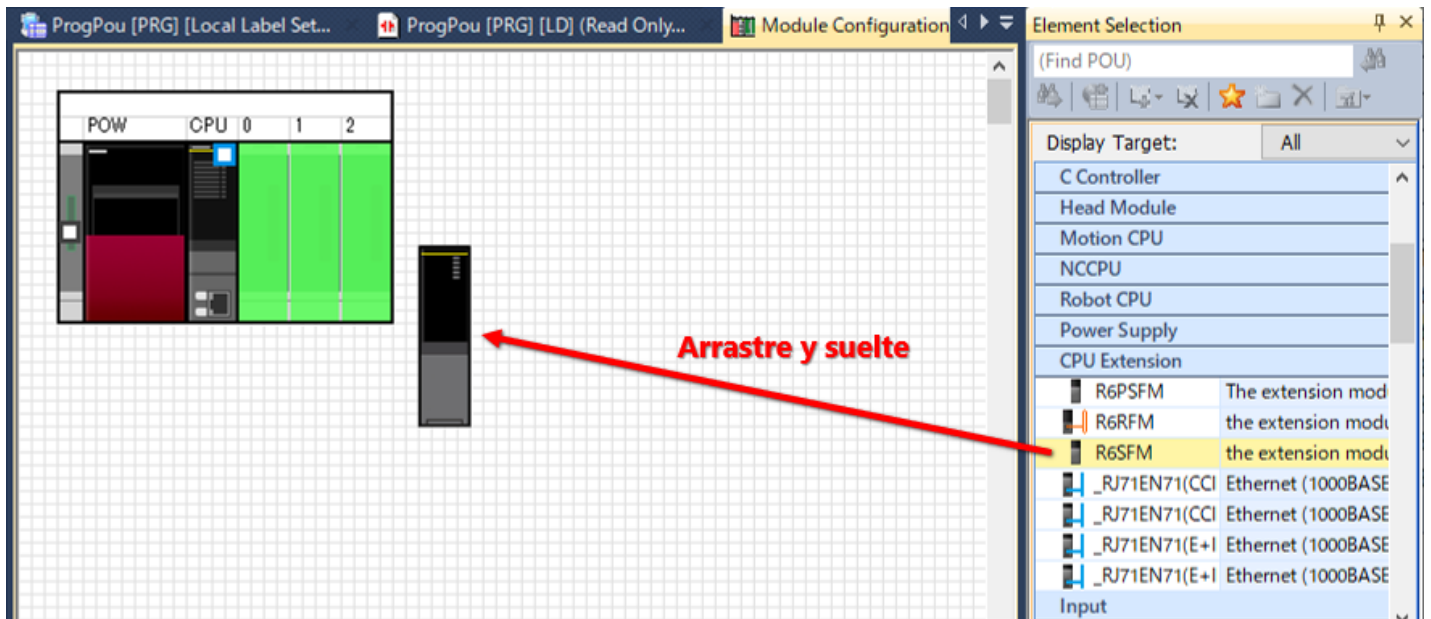 ProgPou [PRG] [Local Label Set...
ProgPou [PRG] [LD] (Read Only...
Module Configuration
Element Selection
(Find POU)
POW CPU 0 1 2
Display Target: All
C Controller
Head Module
Motion CPU
NCCPU
Robot CPU
Power Supply
CPU Extension
R6PSFM The extension mod
R6RFM the extension modu
R6SFM the extension modu
_RJ71EN71(CCI Ethernet (1000BASE
_RJ71EN71(CCI Ethernet (1000BASE
_RJ71EN71(E+I Ethernet (1000BASE
_RJ71EN71(E+I Ethernet (1000BASE
Input
Arrastre y suelte